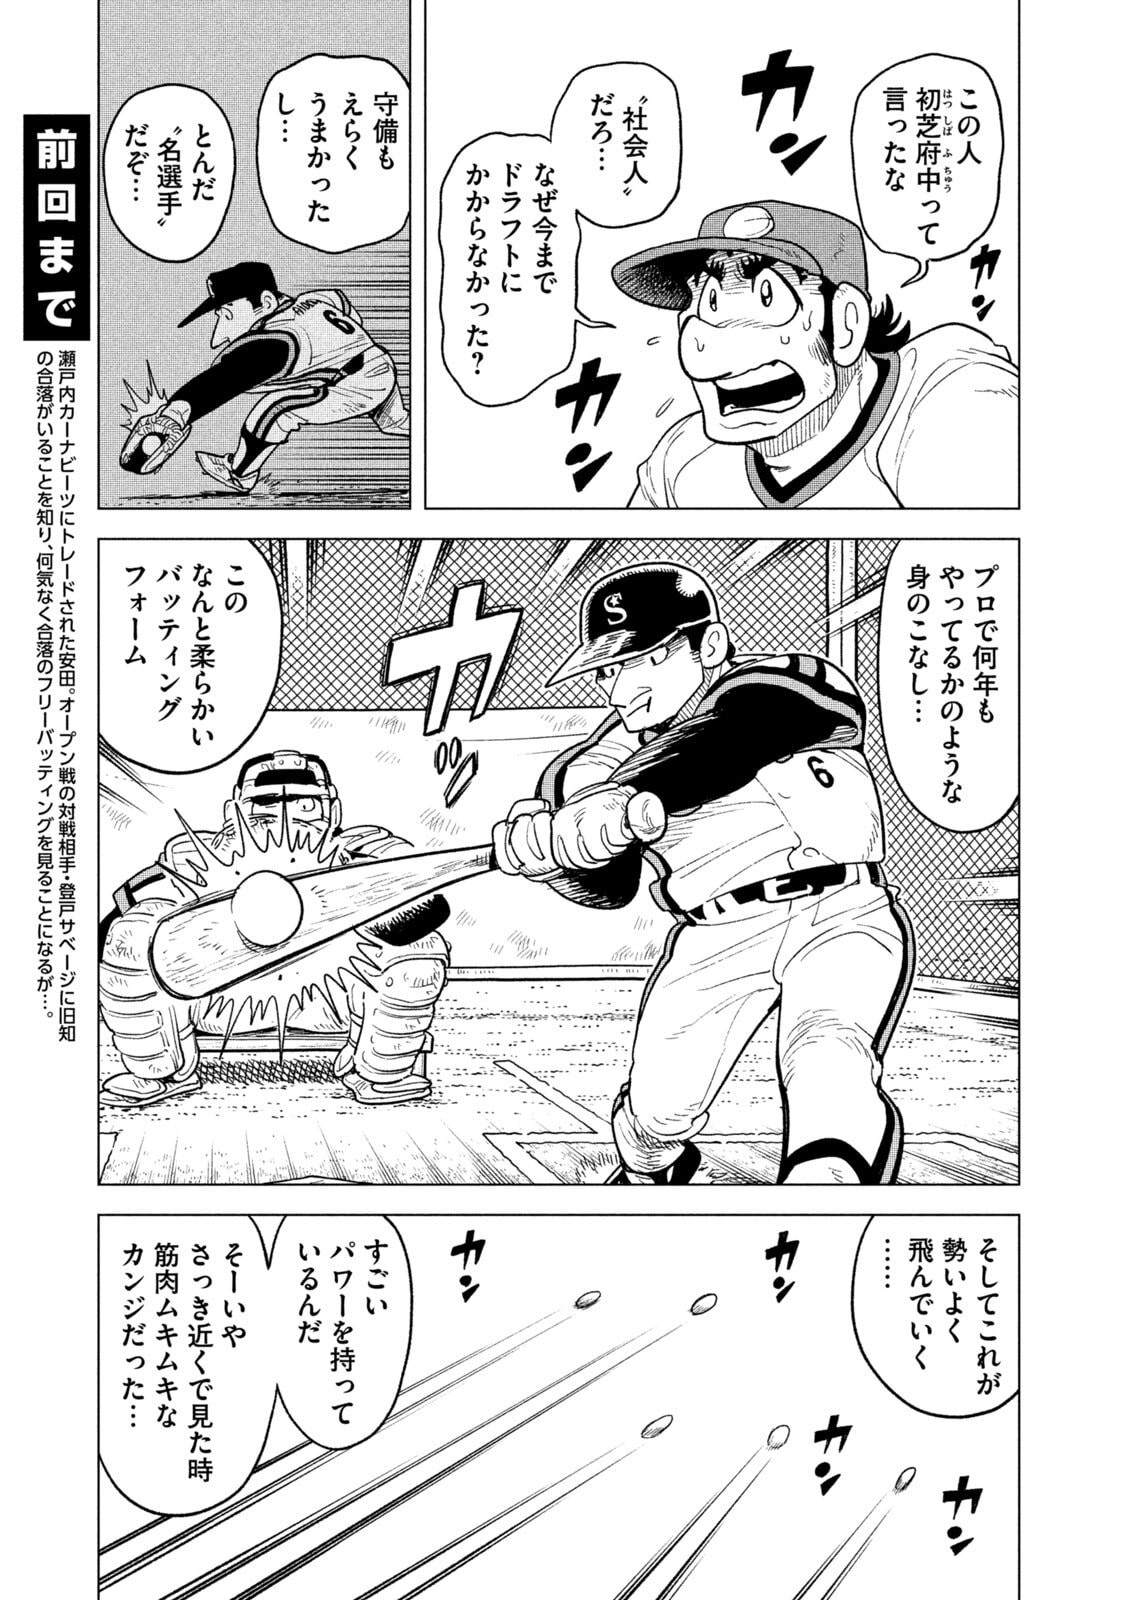 カン
この人
初芝府中って
言ったな
はつしばふちゅう
〝社会人〟
だろ…
なぜ今まで
ドラフトに
かからなかった?
カン
カン
カン
守備も
えらく
うまかった
し…
とんだ
〝名選手〟
だぞ…
6
前回まで
瀬戸内カーナビーツにトレードされた安田。オープン戦の対戦相手・登戸サベージに旧知
の合落がいることを知り、何気なく合落のフリーバッティングを見ることになるが…。
プロで何年も
やってるかのような
身のこなし…
S
6
ガッ
この
なんと柔らかい
バッティング
フォーム
そしてこれが
勢いよく
飛んでいく
……
カン
カン
カン
カン
すごい
パワーを持って
いるんだ
そーいや
さっき近くで見た時
筋肉ムキムキな
カンジだった…